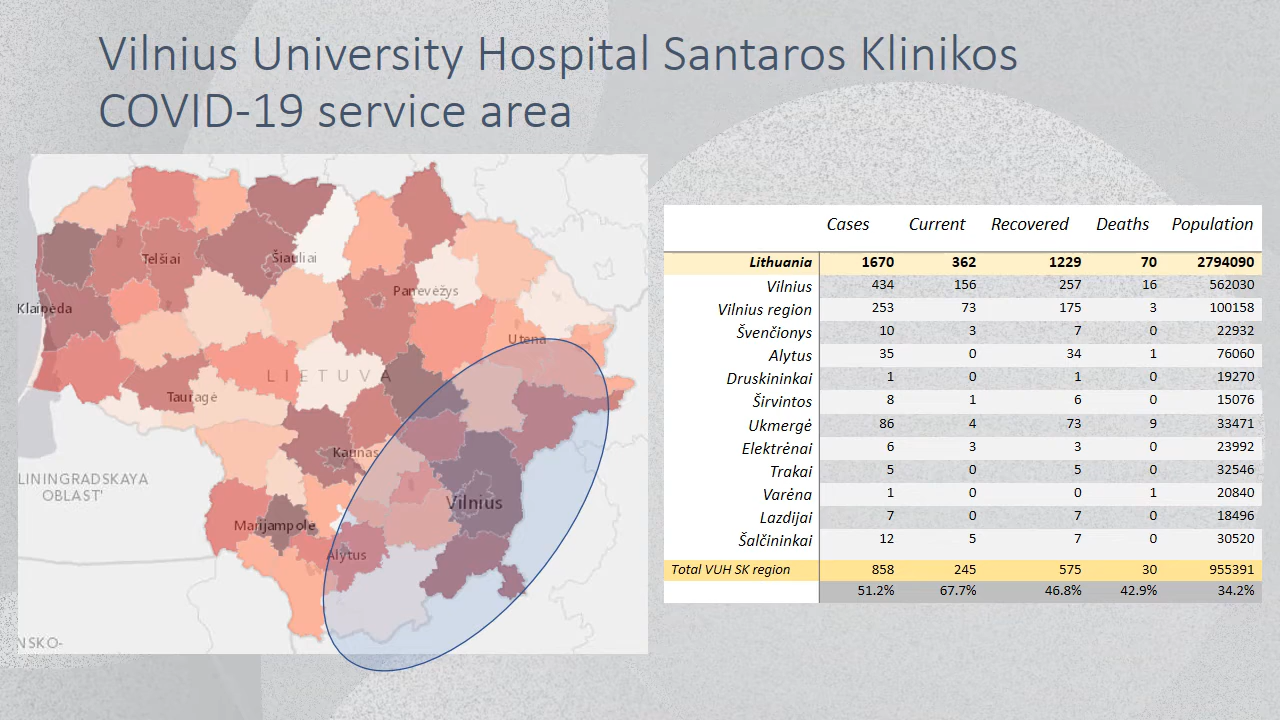 Vilnius University Hospital Santaros Klinikos
COVID-19 service area
Telšiai
Šiauliai
Klaipėda
Panevėžys
Utena
LIETUVA
Tauragė
Kaunas
LININGRADSKAYA
OBLAST'
Vilnius
Marijampolė
Alytus
NSKO-
Cases Current Recovered Deaths Population
Lithuania 1670 362 1229 70 2794090
Vilnius 434 156 257 16 562030
Vilnius region 253 73 175 3 100158
Švenčionys 10 3 7 0 22932
Alytus 35 0 34 1 76060
Druskininkai 1 0 1 0 19270
Širvintos 8 1 6 0 15076
Ukmergė 86 4 73 9 33471
Elektrėnai 6 3 3 0 23992
Trakai 5 0 5 0 32546
Varėna 1 0 0 1 20840
Lazdijai 7 0 7 0 18496
Šalčininkai 12 5 7 0 30520
Total VUH SK region 858 245 575 30 955391
51.2% 67.7% 46.8% 42.9% 34.2%